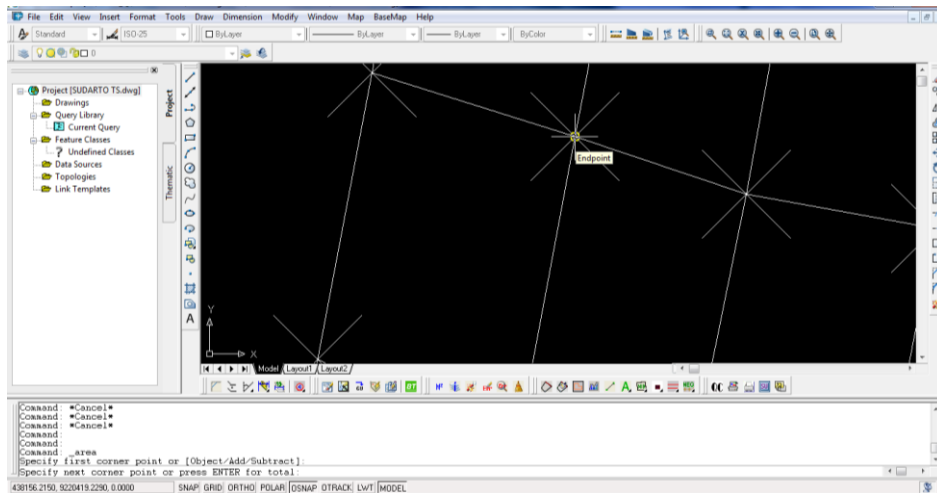 File Edit View Insert Format Tools Draw Dimension Modify Window Map BaseMap Help
Standard ISO-25 ByLayer ByLayer ByLayer ByColor
0
Project [SUDARTO TS.dwg]
Drawings
Query Library
Current Query
Feature Classes
Undefined Classes
Data Sources
Topologies
Link Templates
Project
Thematic
Endpoint
Y
X
Model Layout1 Layout2
QC
Command: *Cancel*
Command: *Cancel*
Command: *Cancel*
Command:
Command:
Command: _area
Specify first corner point or [Object/Add/Subtract]:
Specify next corner point or press ENTER for total:
438156.2150, 9220419.2290, 0.0000 SNAP GRID ORTHO POLAR OSNAP OTRACK LWT MODEL